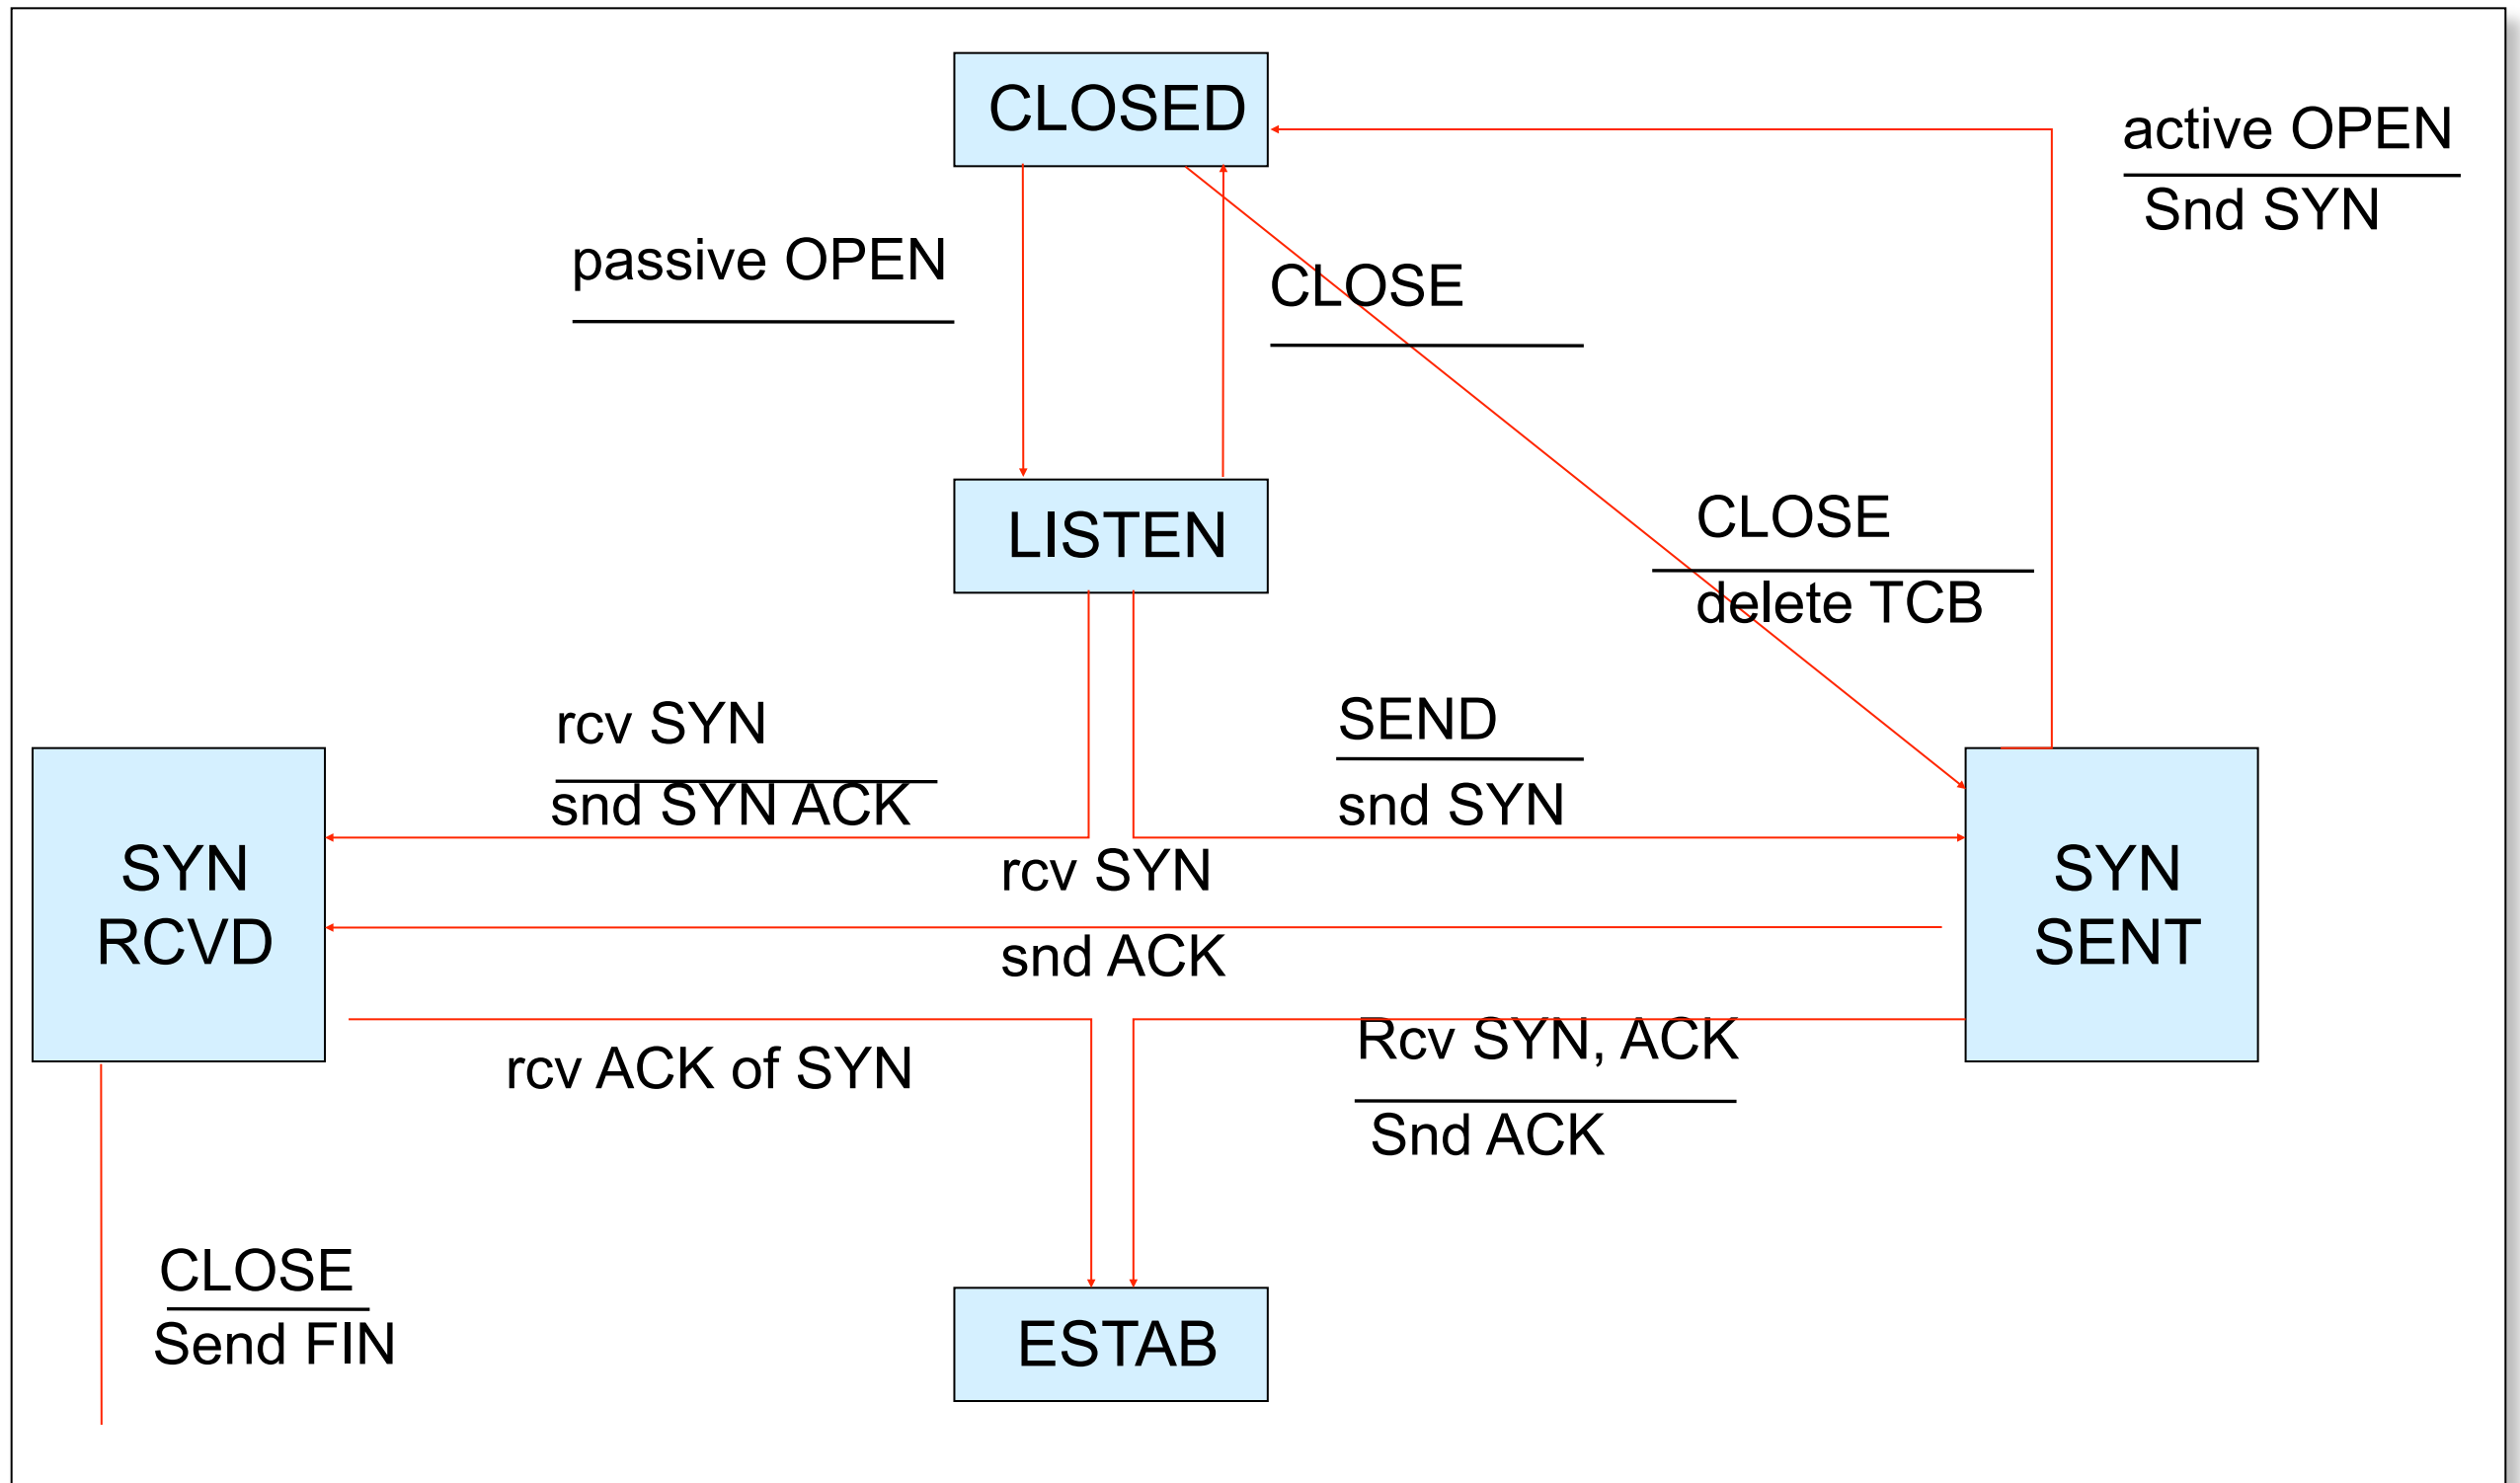 CLOSED
active OPEN
Snd SYN
passive OPEN
CLOSE
LISTEN
CLOSE
delete TCB
rcv SYN
snd SYN ACK
SEND
snd SYN
SYN
RCVD
rcv SYN
snd ACK
SYN
SENT
rcv ACK of SYN
Rcv SYN, ACK
Snd ACK
CLOSE
Send FIN
ESTAB